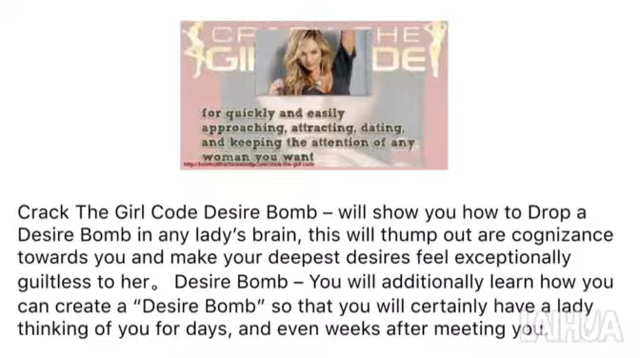 CRACK THE
GIRL CODE
for quickly and easily
approaching, attracting, dating,
and keeping the attention of any
woman you want
Crack The Girl Code Desire Bomb – will show you how to Drop a
Desire Bomb in any lady's brain, this will thump out are cognizance
towards you and make your deepest desires feel exceptionally
guiltless to her。 Desire Bomb – You will additionally learn how you
can create a “Desire Bomb” so that you will certainly have a lady
thinking of you for days, and even weeks after meeting you.